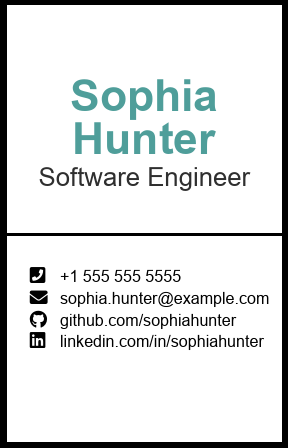 Sophia
Hunter
Software Engineer
+1 555 555 5555
sophia.hunter@example.com
github.com/sophiahunter
linkedin.com/in/sophiahunter